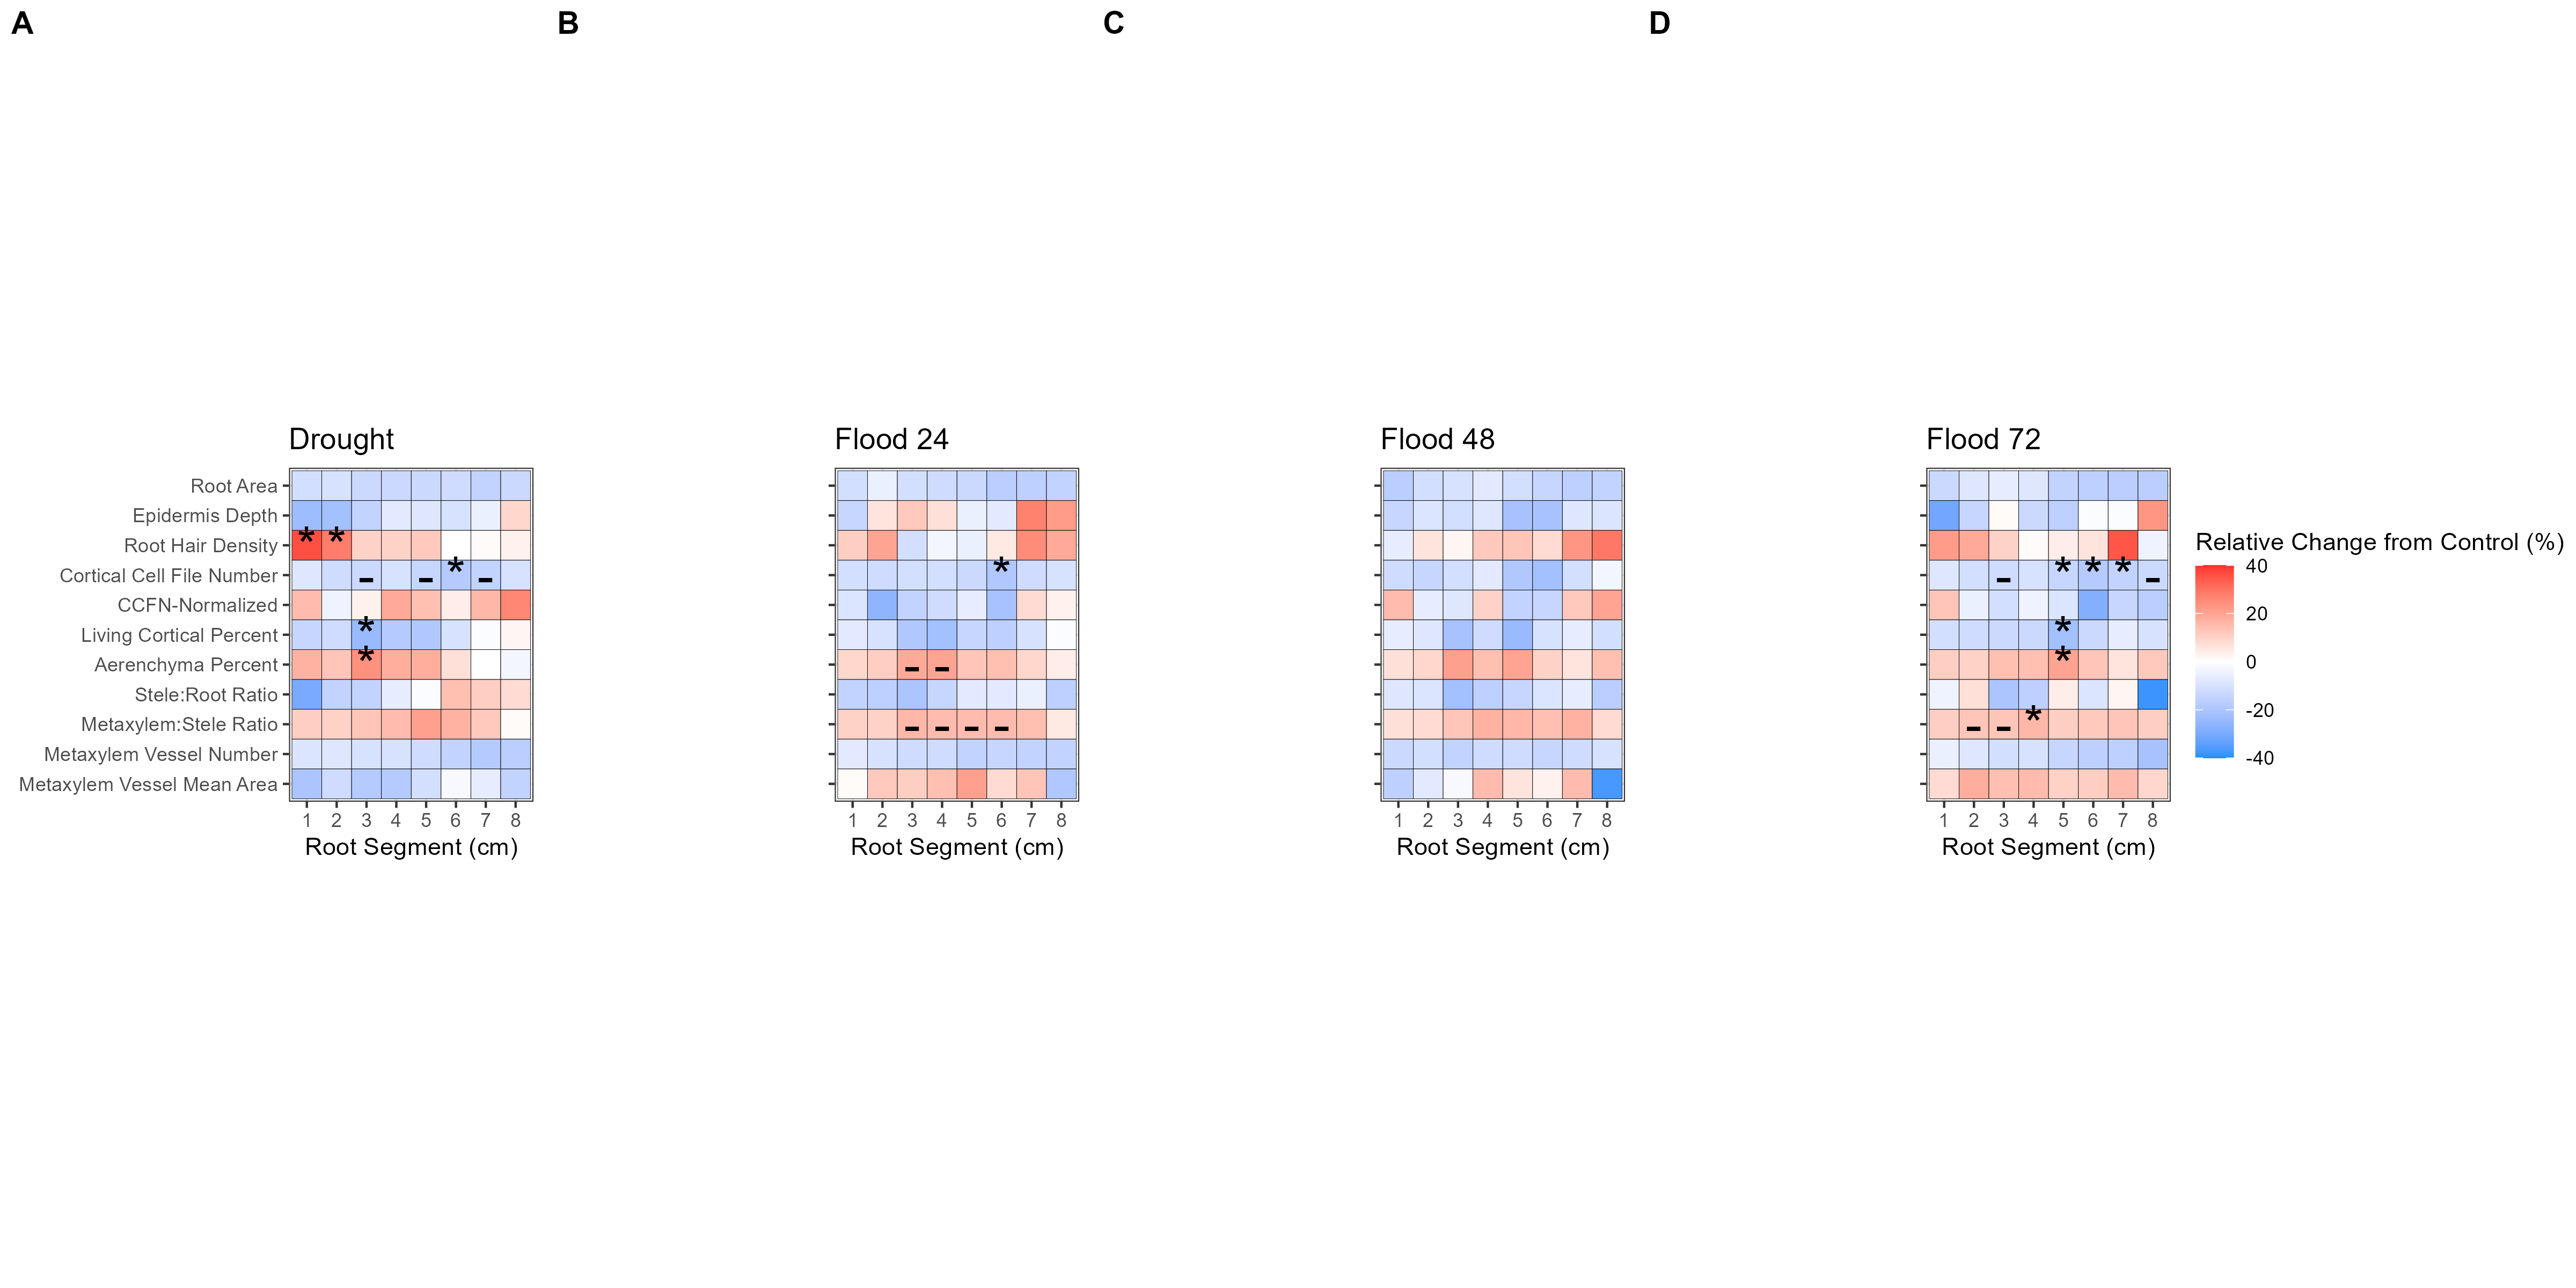 A B C D
Drought Flood 24 Flood 48 Flood 72
Root Area
Epidermis Depth
Root Hair Density
* *
Cortical Cell File Number
- - * -
*
- * * * -
CCFN-Normalized
Living Cortical Percent
*
*
Aerenchyma Percent
*
- -
*
Stele:Root Ratio
Metaxylem:Stele Ratio
- - - -
- - *
Metaxylem Vessel Number
Metaxylem Vessel Mean Area
1 2 3 4 5 6 7 8
Root Segment (cm)
1 2 3 4 5 6 7 8
Root Segment (cm)
1 2 3 4 5 6 7 8
Root Segment (cm)
1 2 3 4 5 6 7 8
Root Segment (cm)
Relative Change from Control (%)
40
20
0
-20
-40